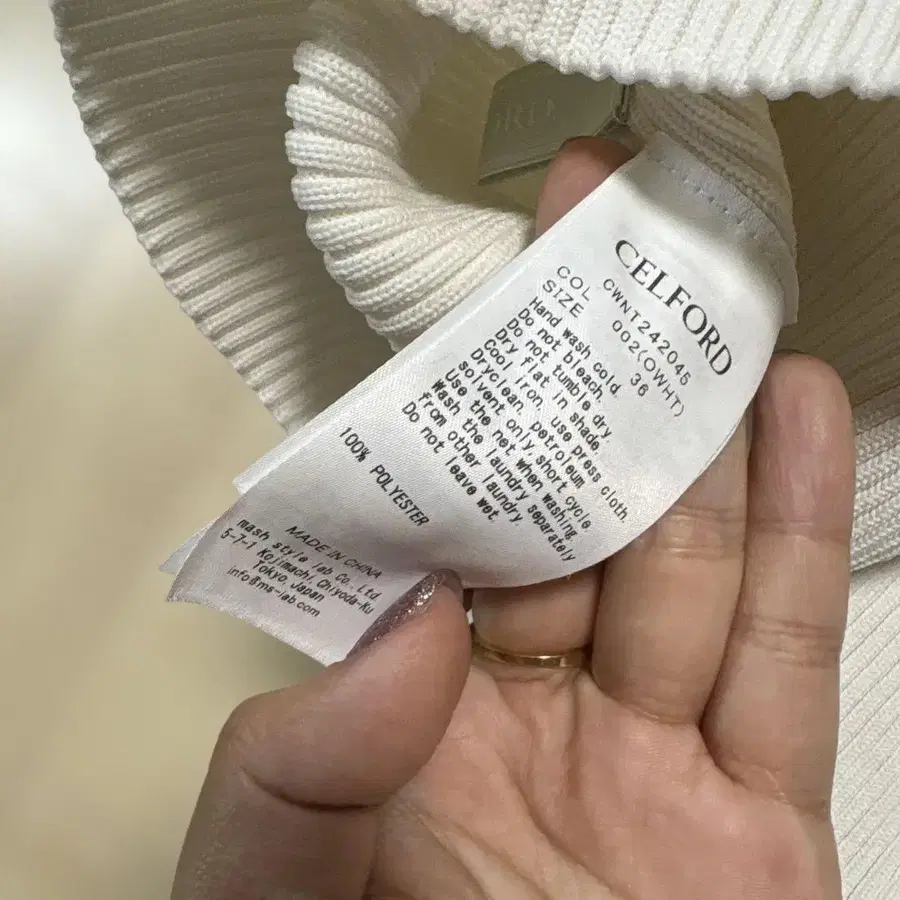 ORD
CELFORD
CWNT242045
COL 002(OWHT)
SIZE 36
Hand wash cold.
Do not bleach.
Do not tumble dry.
Dry flat in shade.
Cool iron, use press cloth.
Dryclean, petroleum
solvent only short cycle.
Use the net when washing.
Wash the laundry separately
from other laundry.
Do not leave wet.
100% POLYESTER
MADE IN CHINA
mash style lab Co., Ltd.
5-7-1 Kojimachi, Chiyoda-Ku
Tokyo, Japan
info@ms-lab.com